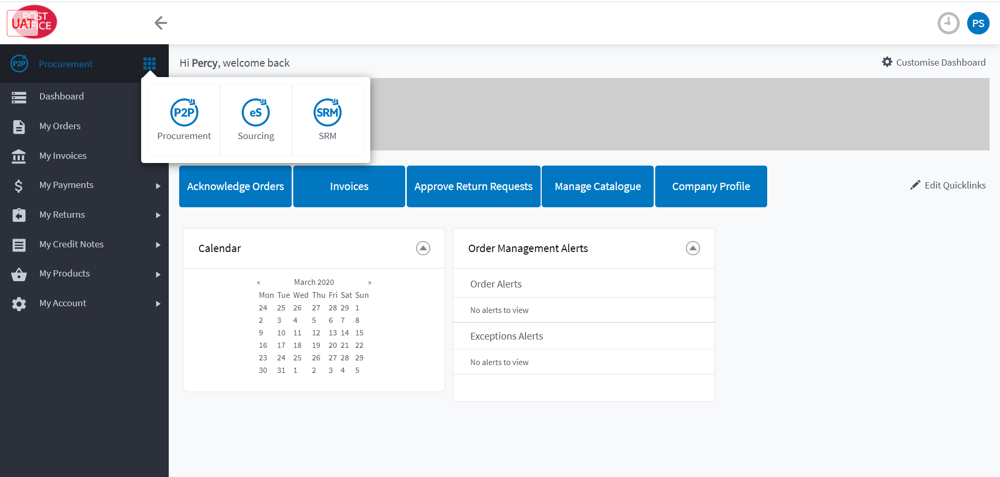 POST
OFFICE
UAT
PS
P2P
Procurement
Hi Percy, welcome back
Customise Dashboard
Dashboard
My Orders
My Invoices
My Payments
My Returns
My Credit Notes
My Products
My Account
P2P
eS
SRM
Procurement
Sourcing
SRM
Acknowledge Orders
Invoices
Approve Return Requests
Manage Catalogue
Company Profile
Edit Quicklinks
Calendar
« March 2020 »
Mon Tue Wed Thu Fri Sat Sun
24 25 26 27 28 29 1
2 3 4 5 6 7 8
9 10 11 12 13 14 15
16 17 18 19 20 21 22
23 24 25 26 27 28 29
30 31 1 2 3 4 5
Order Management Alerts
Order Alerts
No alerts to view
Exceptions Alerts
No alerts to view